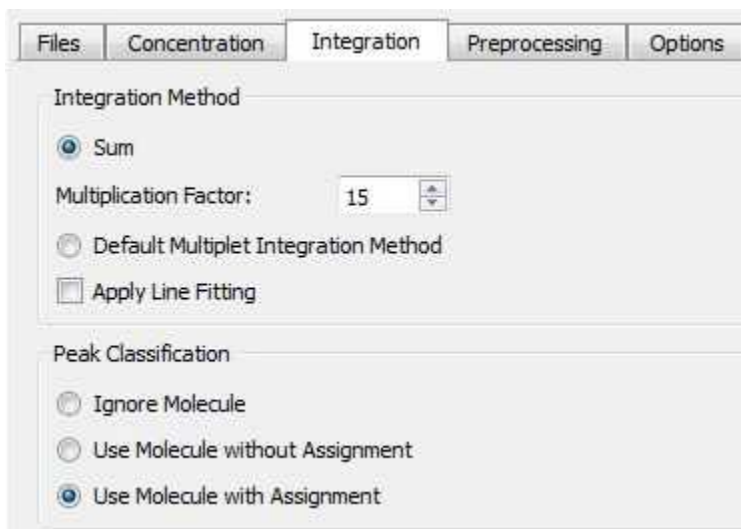 Files Concentration Integration Preprocessing Options
Integration Method
Sum
Multiplication Factor: 15
Default Multiplet Integration Method
Apply Line Fitting
Peak Classification
Ignore Molecule
Use Molecule without Assignment
Use Molecule with Assignment